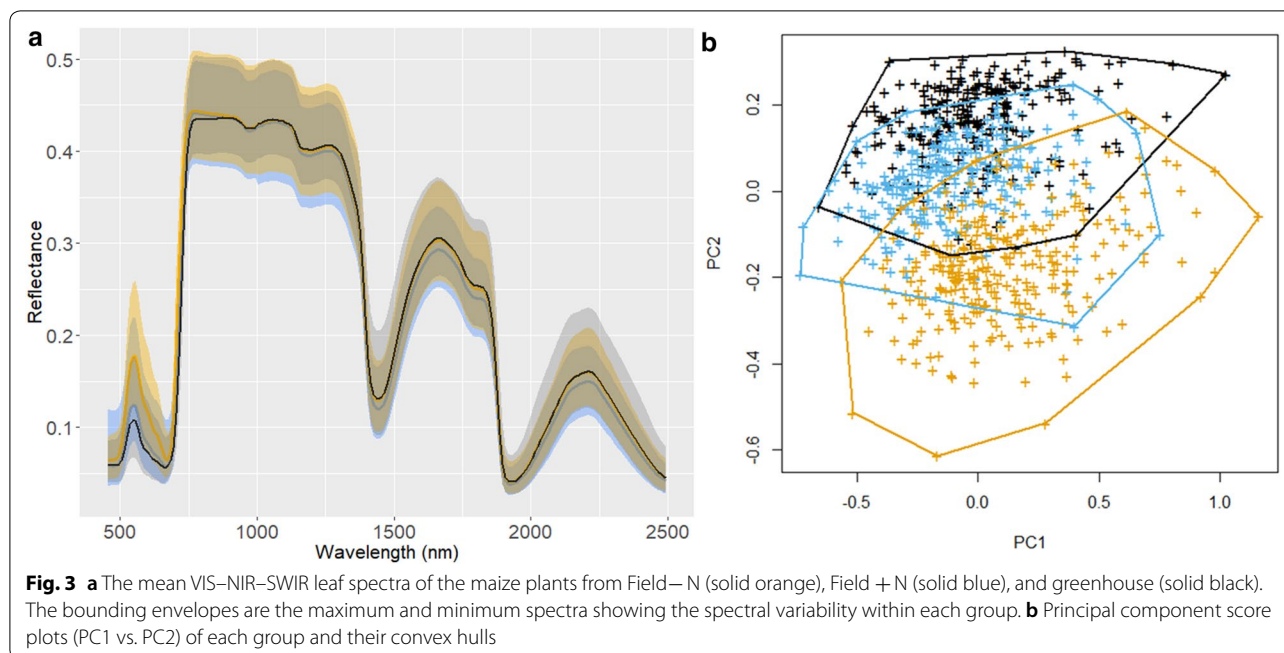 a
0.5
0.4
0.3
0.2
0.1
Reflectance
500
1000
1500
2000
2500
Wavelength (nm)
b
0.2
0.0
-0.2
-0.4
-0.6
PC2
-0.5
0.0
0.5
1.0
PC1
Fig. 3 a The mean VIS–NIR–SWIR leaf spectra of the maize plants from Field− N (solid orange), Field + N (solid blue), and greenhouse (solid black).
The bounding envelopes are the maximum and minimum spectra showing the spectral variability within each group. b Principal component score
plots (PC1 vs. PC2) of each group and their convex hulls